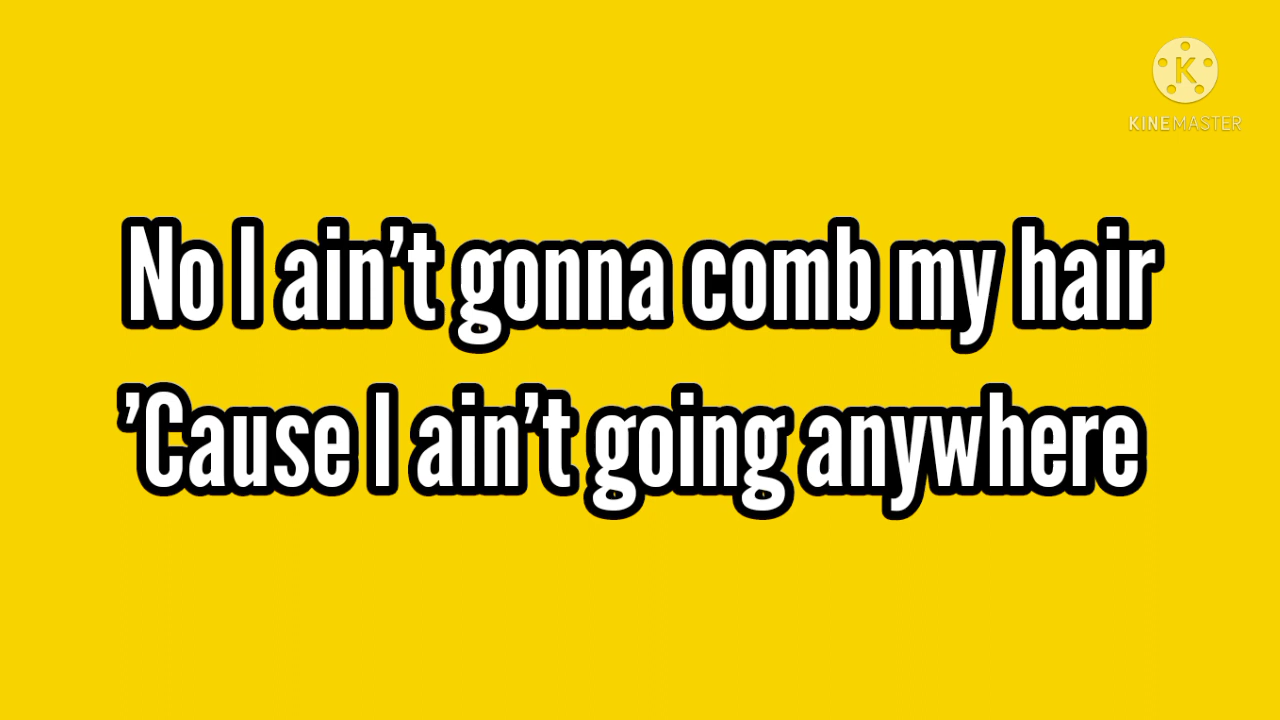 K
KINEMASTER
No I ain’t gonna comb my hair
’Cause I ain’t going anywhere